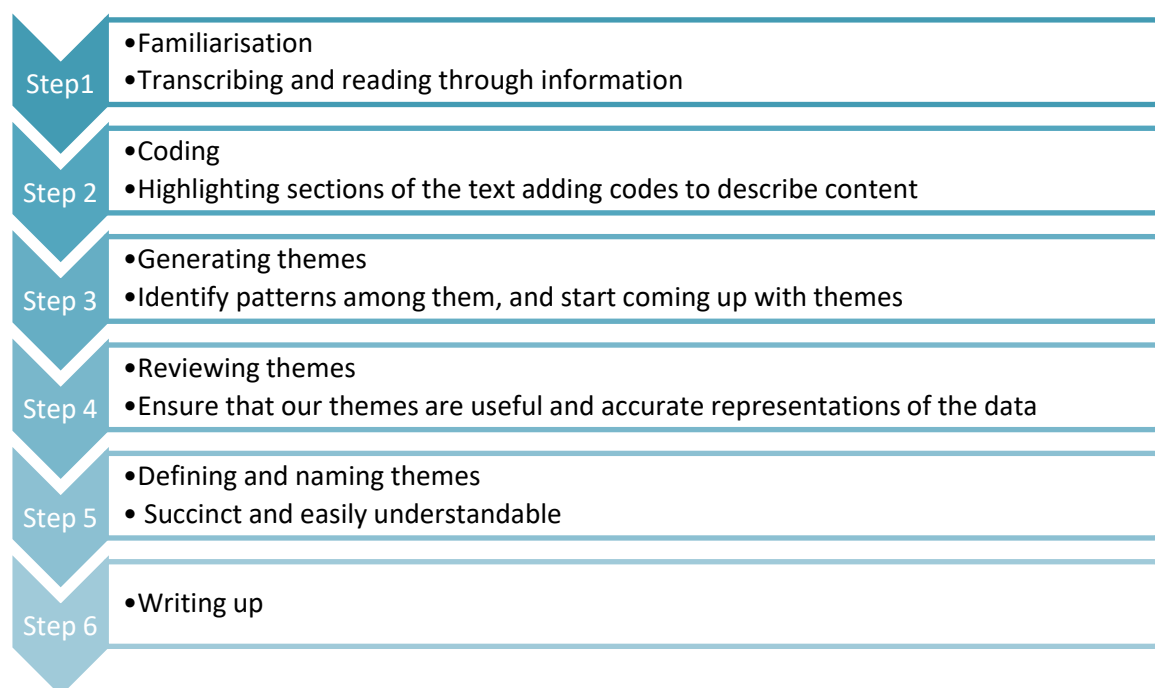 Step1
•Familiarisation
•Transcribing and reading through information
Step 2
•Coding
•Highlighting sections of the text adding codes to describe content
Step 3
•Generating themes
•Identify patterns among them, and start coming up with themes
Step 4
•Reviewing themes
•Ensure that our themes are useful and accurate representations of the data
Step 5
•Defining and naming themes
• Succinct and easily understandable
Step 6
•Writing up